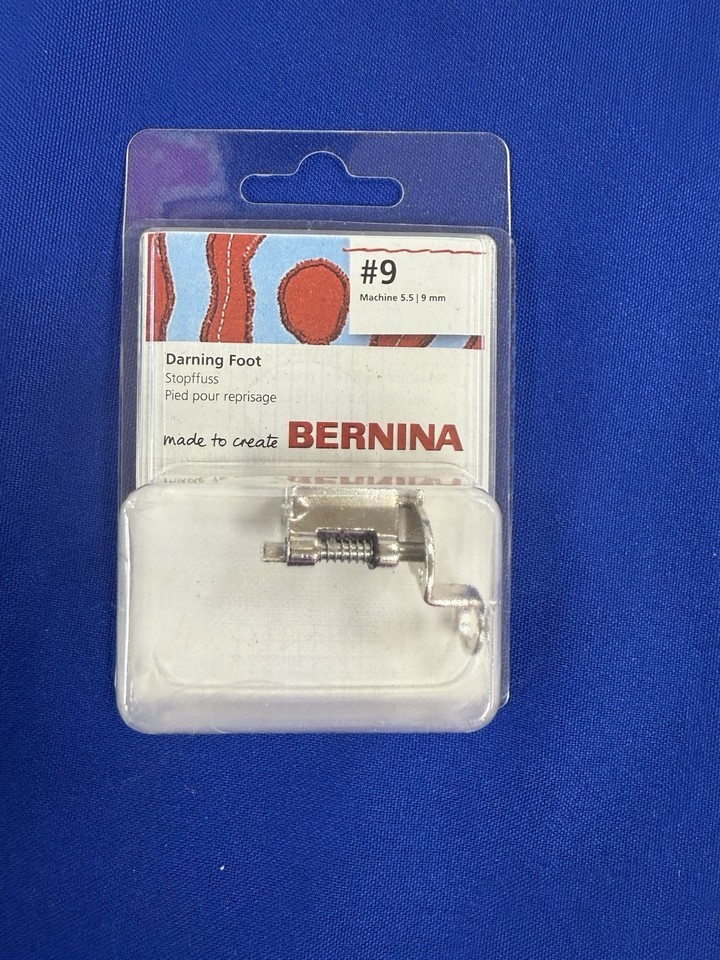 #9
Machine 5.5 | 9 mm
Darning Foot
Stopffuss
Pied pour reprisage
made to create BERNINA